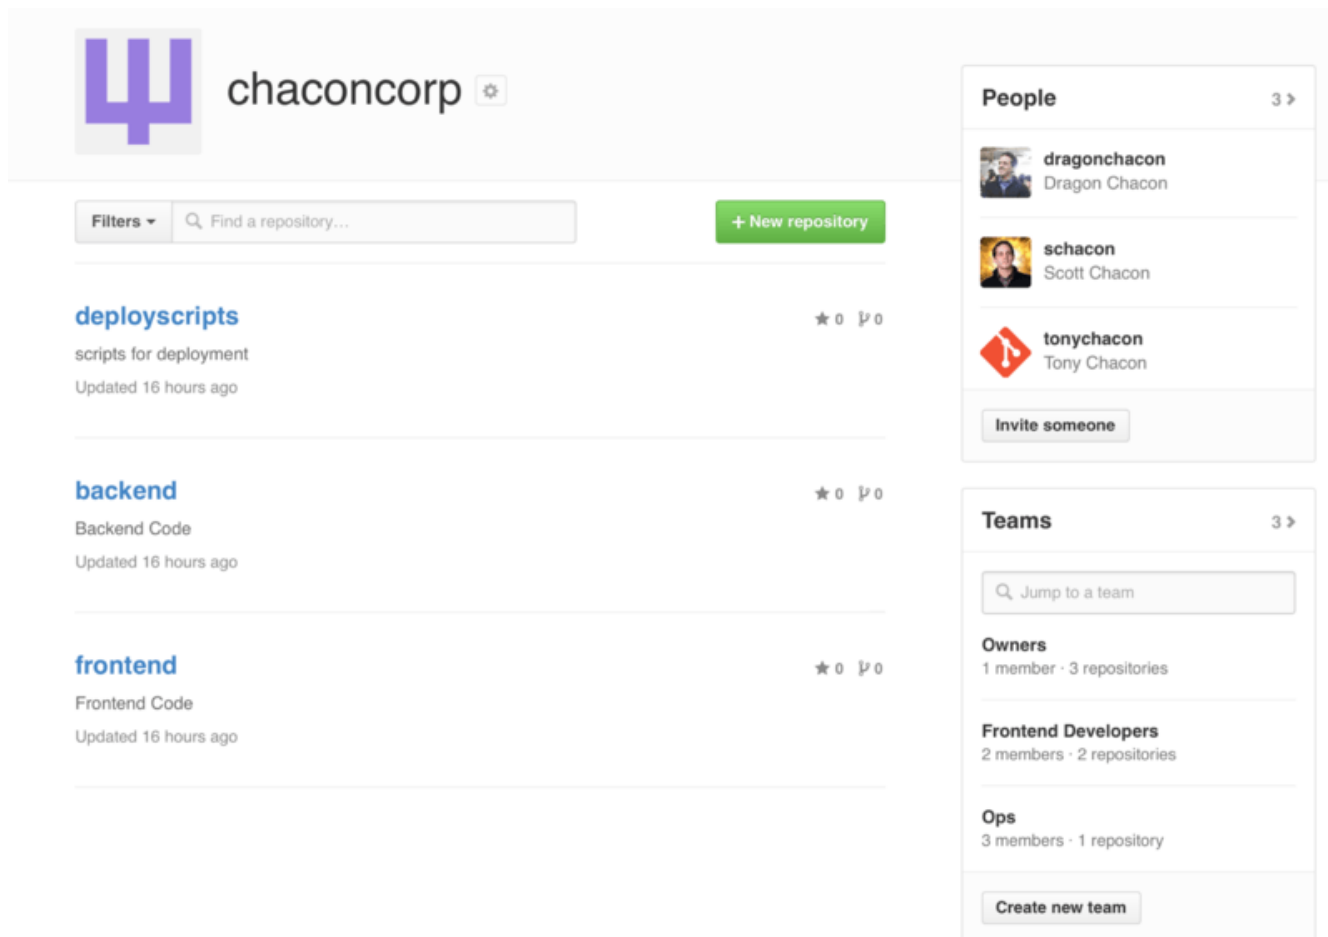 chaconcorp
Filters
Find a repository...
+ New repository
deployscripts
0 0
scripts for deployment
Updated 16 hours ago
backend
0 0
Backend Code
Updated 16 hours ago
frontend
0 0
Frontend Code
Updated 16 hours ago
People 3
dragonchacon
Dragon Chacon
schacon
Scott Chacon
tonychacon
Tony Chacon
Invite someone
Teams 3
Jump to a team
Owners
1 member · 3 repositories
Frontend Developers
2 members · 2 repositories
Ops
3 members · 1 repository
Create new team